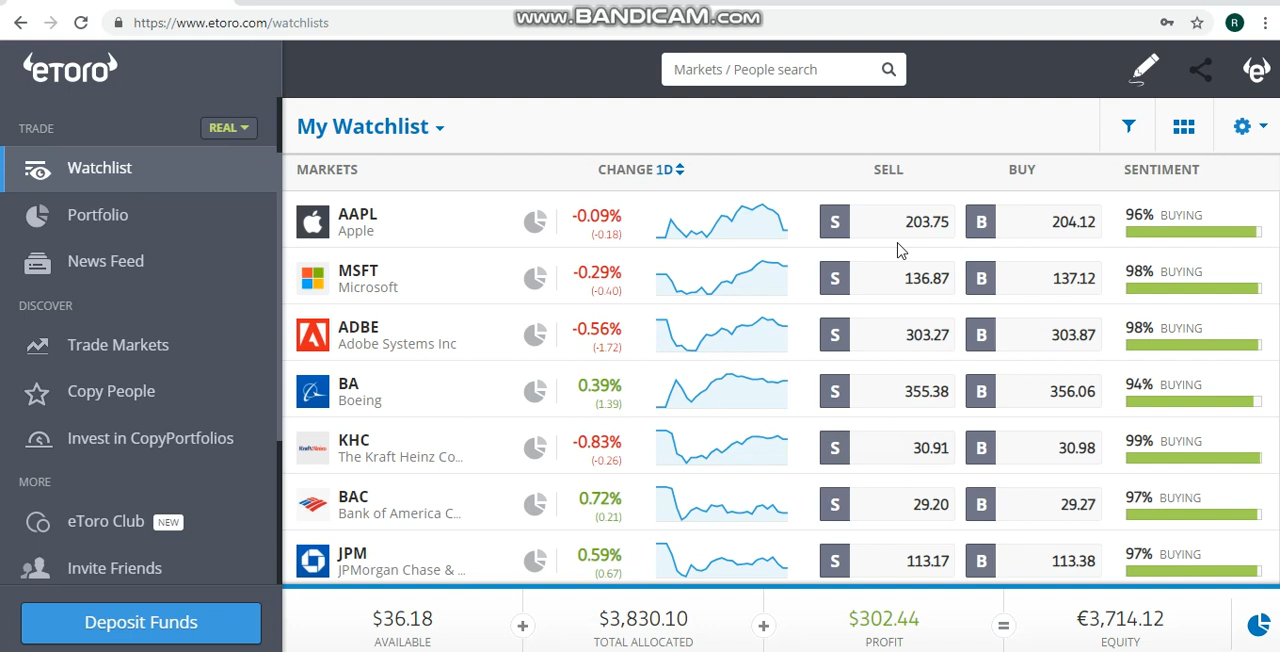 https://www.etoro.com/watchlists
www.BANDICAM.com
R
eToro
Markets / People search
e
TRADE
REAL
Watchlist
Portfolio
News Feed
DISCOVER
Trade Markets
Copy People
Invest in CopyPortfolios
MORE
eToro Club NEW
Invite Friends
Deposit Funds
My Watchlist
MARKETS CHANGE 1D SELL BUY SENTIMENT
AAPL -0.09% S 203.75 B 204.12 96% BUYING
Apple (-0.18)
MSFT -0.29% S 136.87 B 137.12 98% BUYING
Microsoft (-0.40)
ADBE -0.56% S 303.27 B 303.87 98% BUYING
Adobe Systems Inc (-1.72)
BA 0.39% S 355.38 B 356.06 94% BUYING
Boeing (1.39)
KraftHeinz KHC -0.83% S 30.91 B 30.98 99% BUYING
The Kraft Heinz Co... (-0.26)
BAC 0.72% S 29.20 B 29.27 97% BUYING
Bank of America C... (0.21)
JPM 0.59% S 113.17 B 113.38 97% BUYING
JPMorgan Chase & ... (0.67)
$36.18 + $3,830.10 + $302.44 = €3,714.12
AVAILABLE TOTAL ALLOCATED PROFIT EQUITY